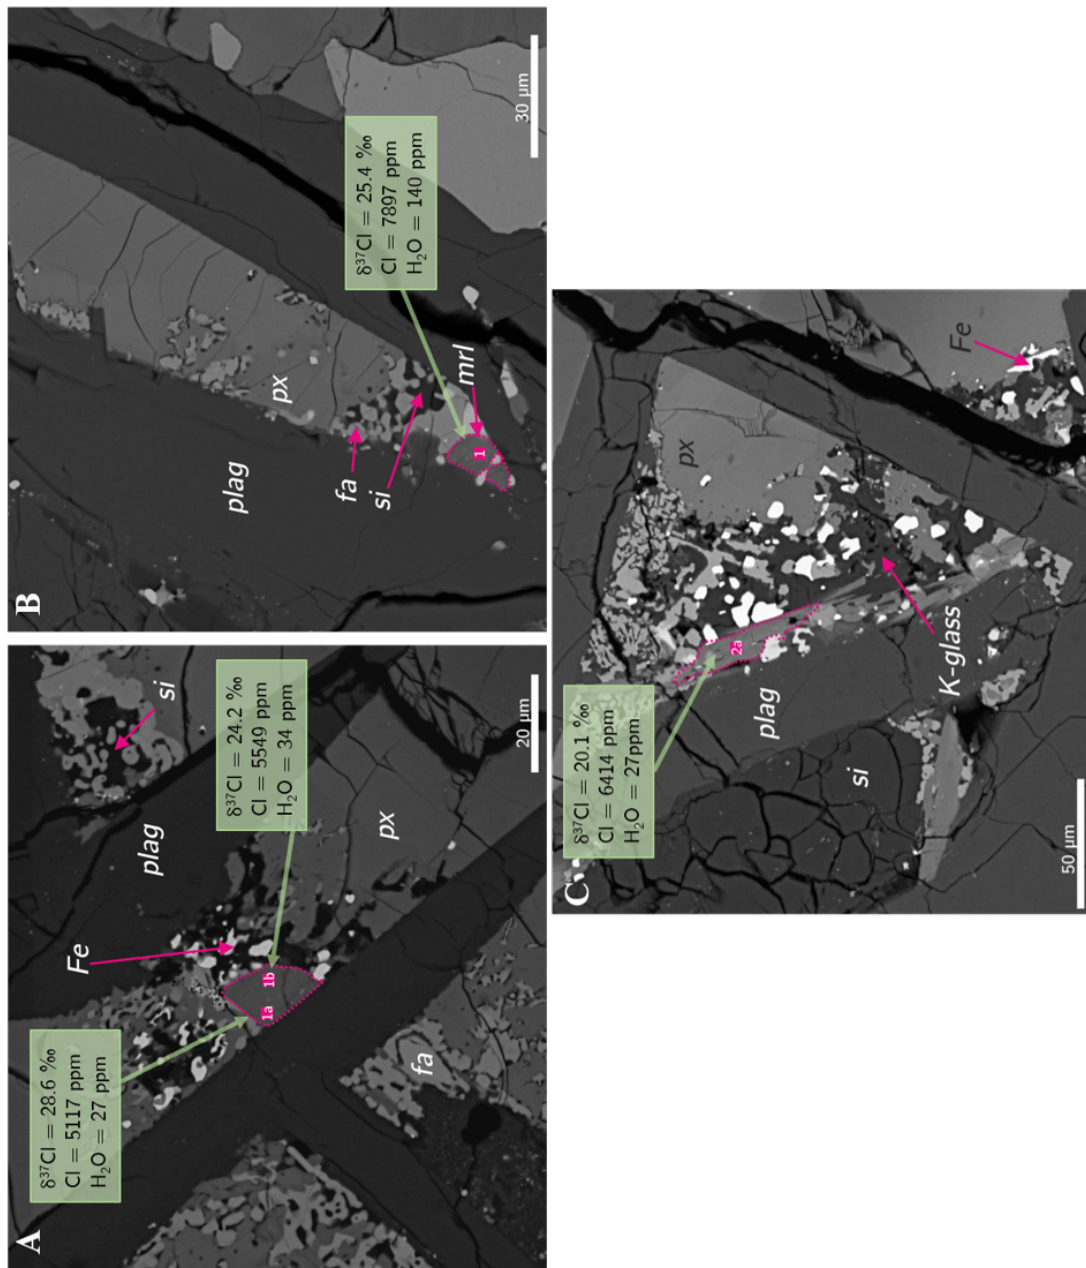 A
δ³⁷Cl = 28.6 ‰
Cl = 5117 ppm
H₂O = 27 ppm
Fe
plag
si
1a
1b
δ³⁷Cl = 24.2 ‰
Cl = 5549 ppm
H₂O = 34 ppm
fa
px
20 μm
B
plag
px
fa
si
1
mrl
δ³⁷Cl = 25.4 ‰
Cl = 7897 ppm
H₂O = 140 ppm
30 μm
C
δ³⁷Cl = 20.1 ‰
Cl = 6414 ppm
H₂O = 27ppm
px
Fe
2a
plag
si
K-glass
50 μm